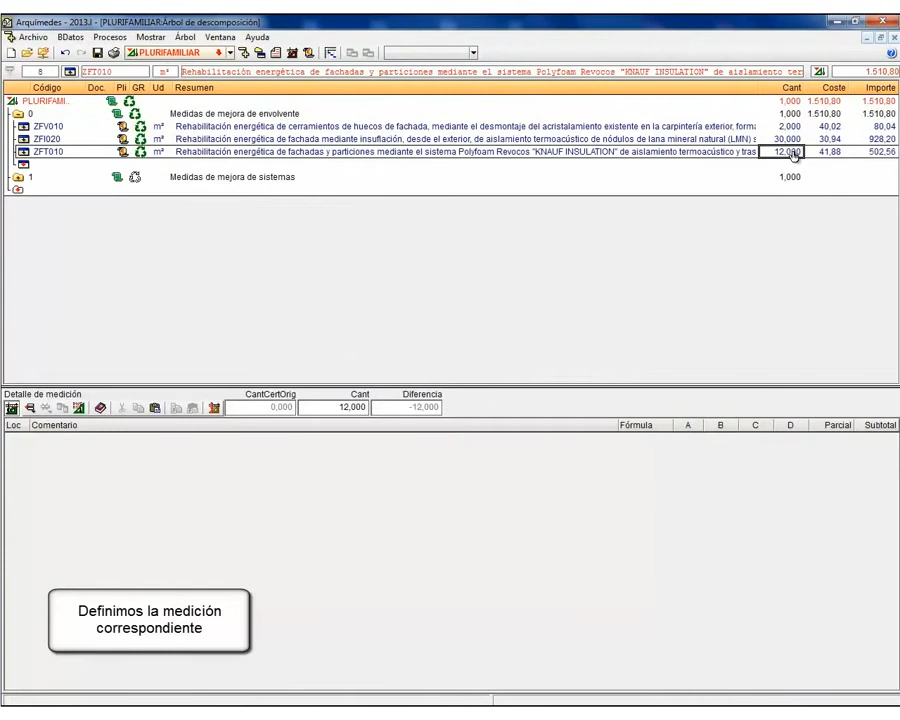 Arquímedes - 2013.I - [PLURIFAMILIAR:Árbol de descomposición]
Archivo BDatos Procesos Mostrar Árbol Ventana Ayuda
PLURIFAMILIAR
8 ZFT010 m² Rehabilitación energética de fachadas y particiones mediante el sistema Polyfoam Revocos "KNAUF INSULATION" de aislamiento ter 1.510,80
Código Doc. Pli GR Ud Resumen Cant Coste Importe
PLURIFAMI.. 1,000 1.510,80 1.510,80
0 Medidas de mejora de envolvente 1,000 1.510,80 1.510,80
ZFV010 m² Rehabilitación energética de cerramientos de huecos de fachada, mediante el desmontaje del acristalamiento existente en la carpintería exterior, form 2,000 40,02 80,04
ZFI020 m² Rehabilitación energética de fachada mediante insuflación, desde el exterior, de aislamiento termoacústico de nódulos de lana mineral natural (LMN) s 30,000 30,94 928,20
ZFT010 m² Rehabilitación energética de fachadas y particiones mediante el sistema Polyfoam Revocos "KNAUF INSULATION" de aislamiento termoacústico y tras 12,000 41,88 502,56
1 Medidas de mejora de sistemas 1,000
Detalle de medición CantCertOrig Cant Diferencia
0,000 12,000 -12,000
Loc Comentario Fórmula A B C D Parcial Subtotal
Definimos la medición
correspondiente